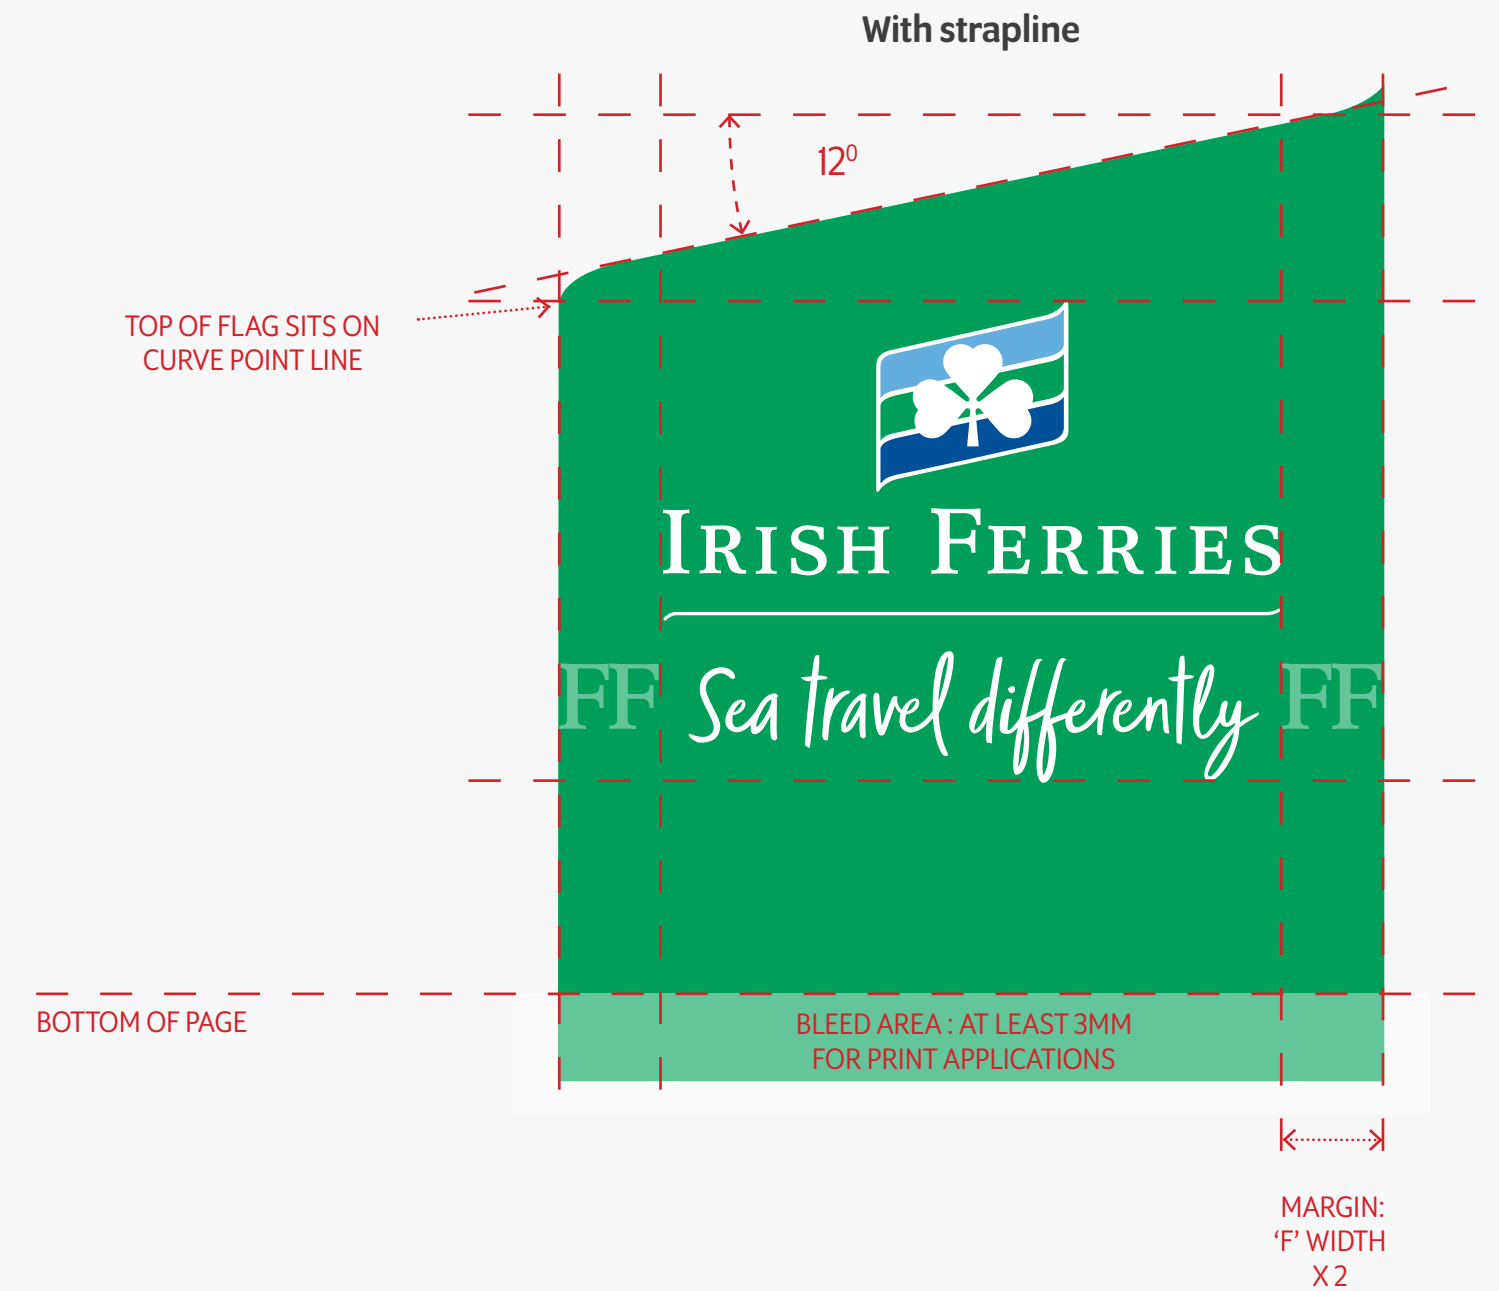 With strapline
12⁰
TOP OF FLAG SITS ON
CURVE POINT LINE
IRISH FERRIES
FF
Sea travel differently
FF
BOTTOM OF PAGE
BLEED AREA : AT LEAST 3MM
FOR PRINT APPLICATIONS
MARGIN:
‘F’ WIDTH
X 2